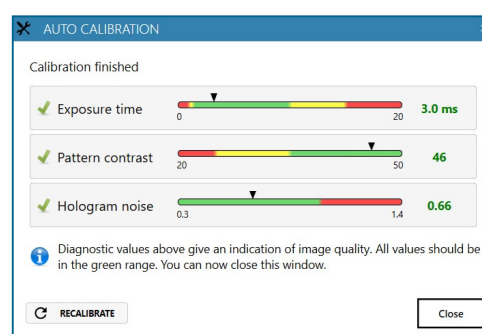 AUTO CALIBRATION
Calibration finished
Exposure time
0
20
3.0 ms
Pattern contrast
20
50
46
Hologram noise
0.3
1.4
0.66
Diagnostic values above give an indication of image quality. All values should be
in the green range. You can now close this window.
RECALIBRATE
Close